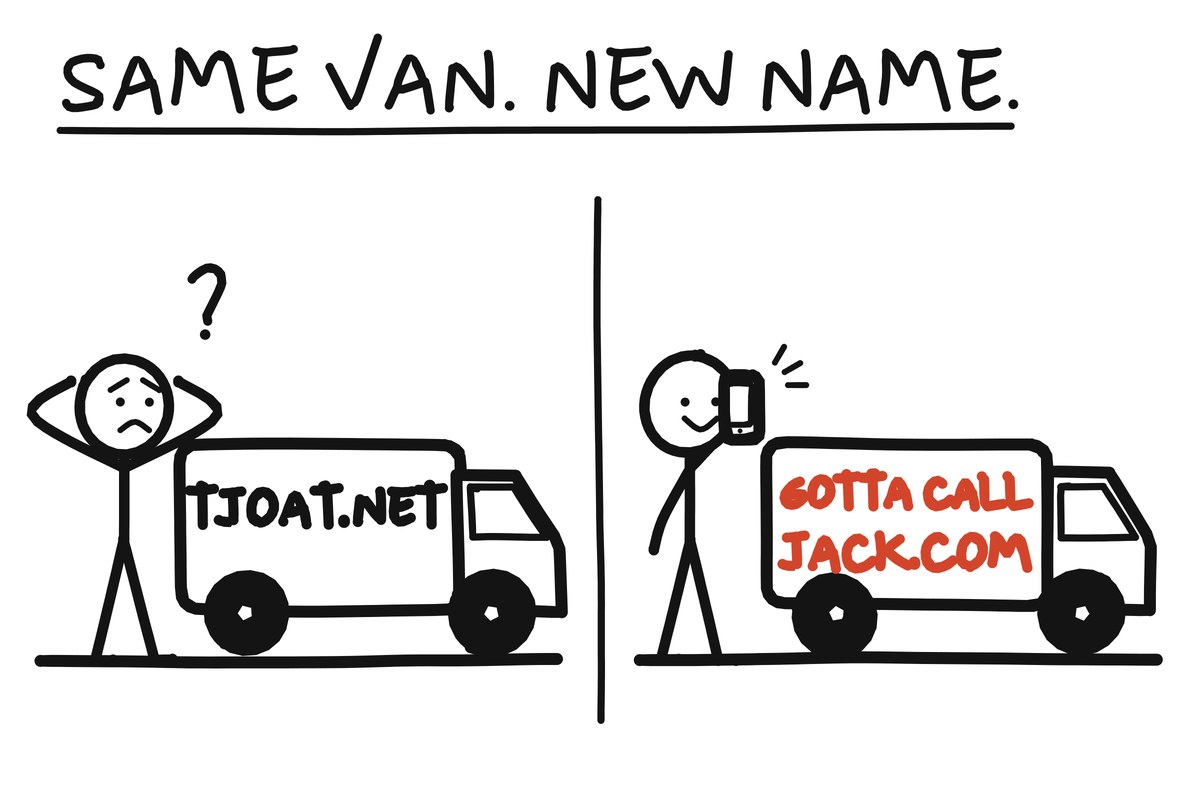 SAME VAN. NEW NAME.
?
TJOAT.NET
GOTTA CALL
JACK.COM